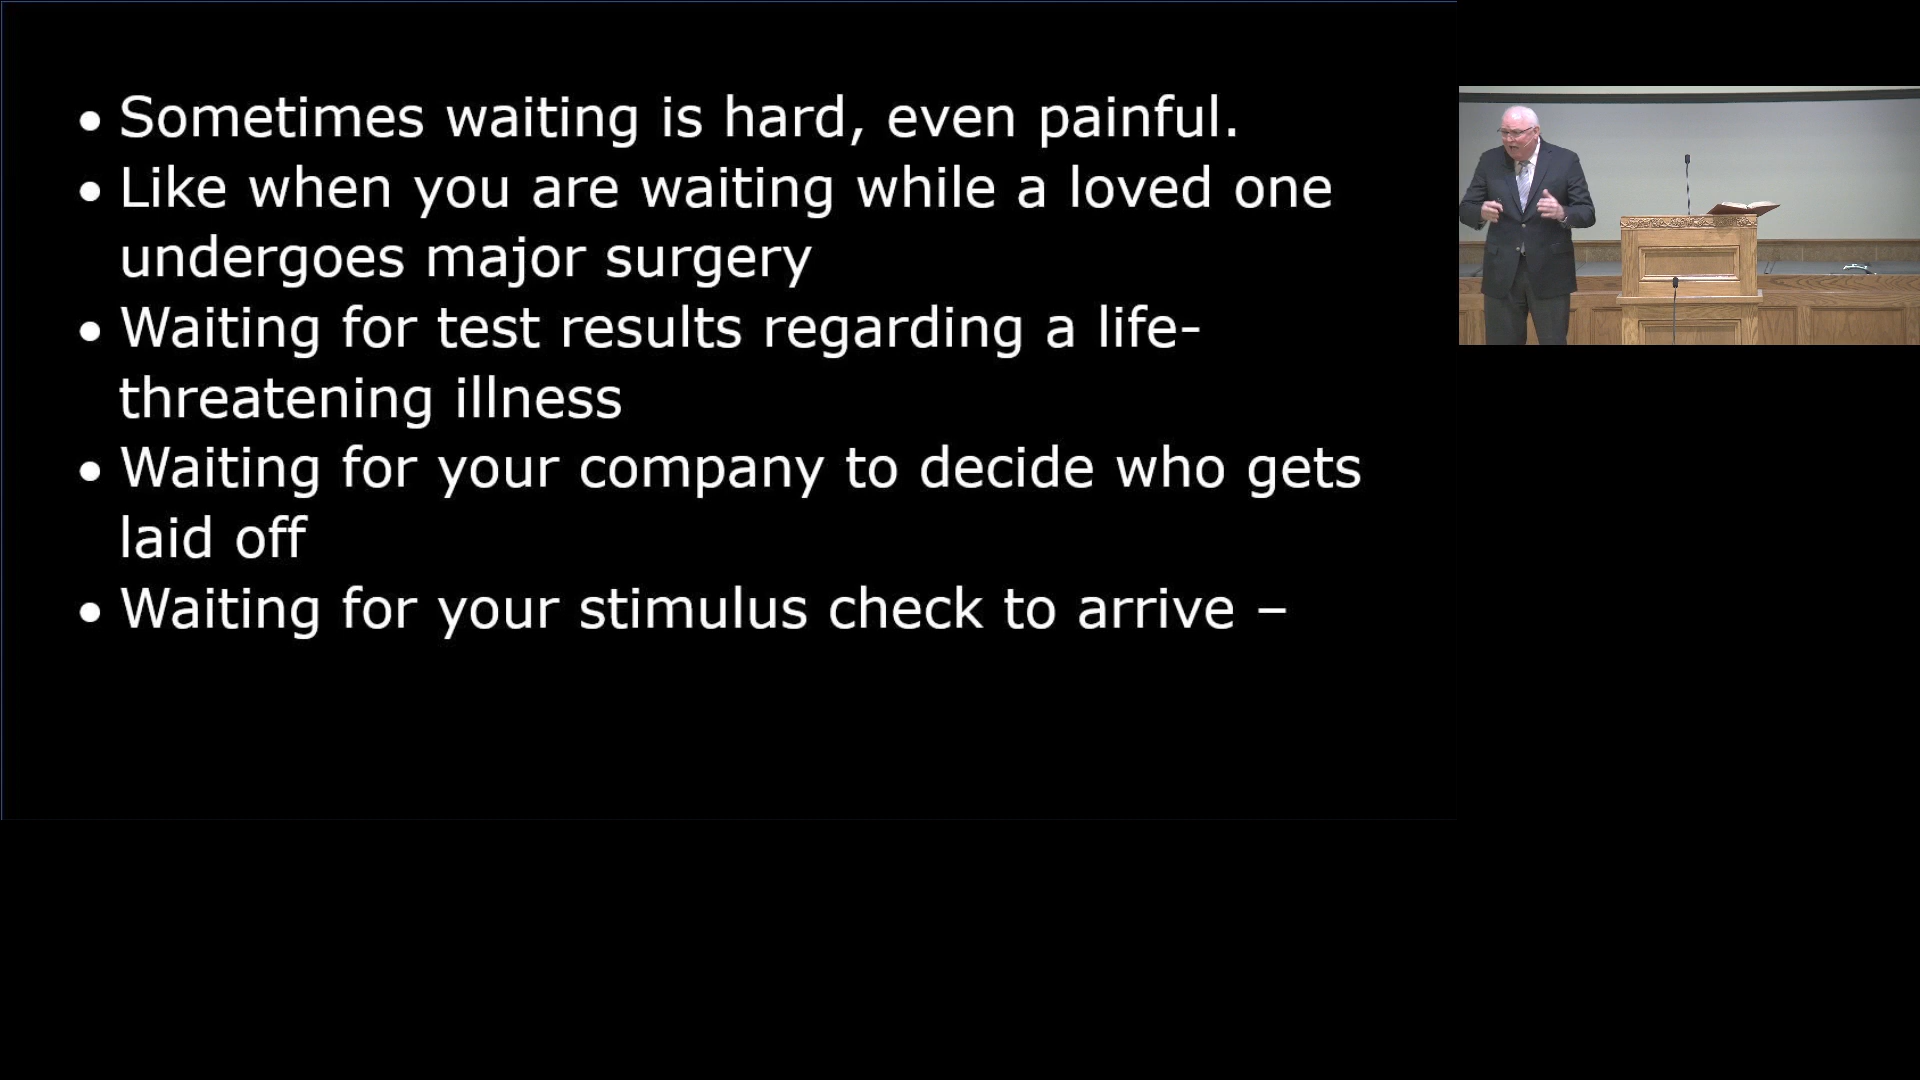 • Sometimes waiting is hard, even painful.
• Like when you are waiting while a loved one
undergoes major surgery
• Waiting for test results regarding a life-
threatening illness
• Waiting for your company to decide who gets
laid off
• Waiting for your stimulus check to arrive –